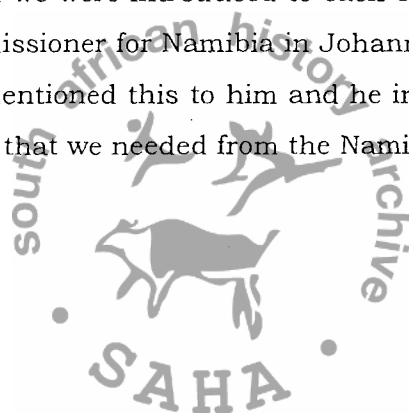 we were introduced to
issioner for Namibia in Johann
entioned this to him and he in
that we needed from the Nami
south african history archive
SAHA